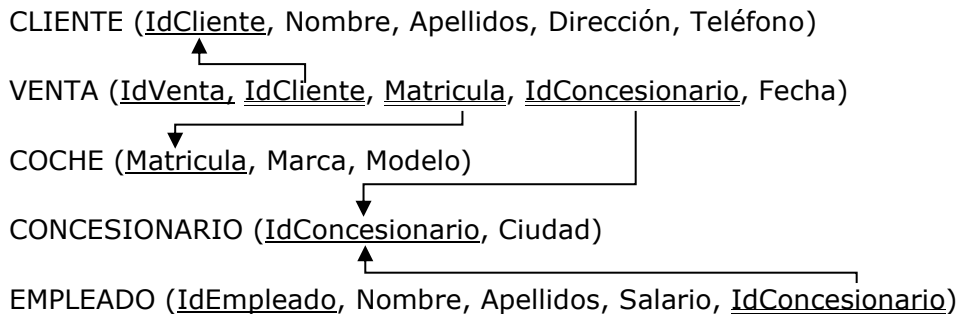 CLIENTE (IdCliente, Nombre, Apellidos, Dirección, Teléfono)
VENTA (IdVenta, IdCliente, Matricula, IdConcesionario, Fecha)
COCHE (Matricula, Marca, Modelo)
CONCESIONARIO (IdConcesionario, Ciudad)
EMPLEADO (IdEmpleado, Nombre, Apellidos, Salario, IdConcesionario)